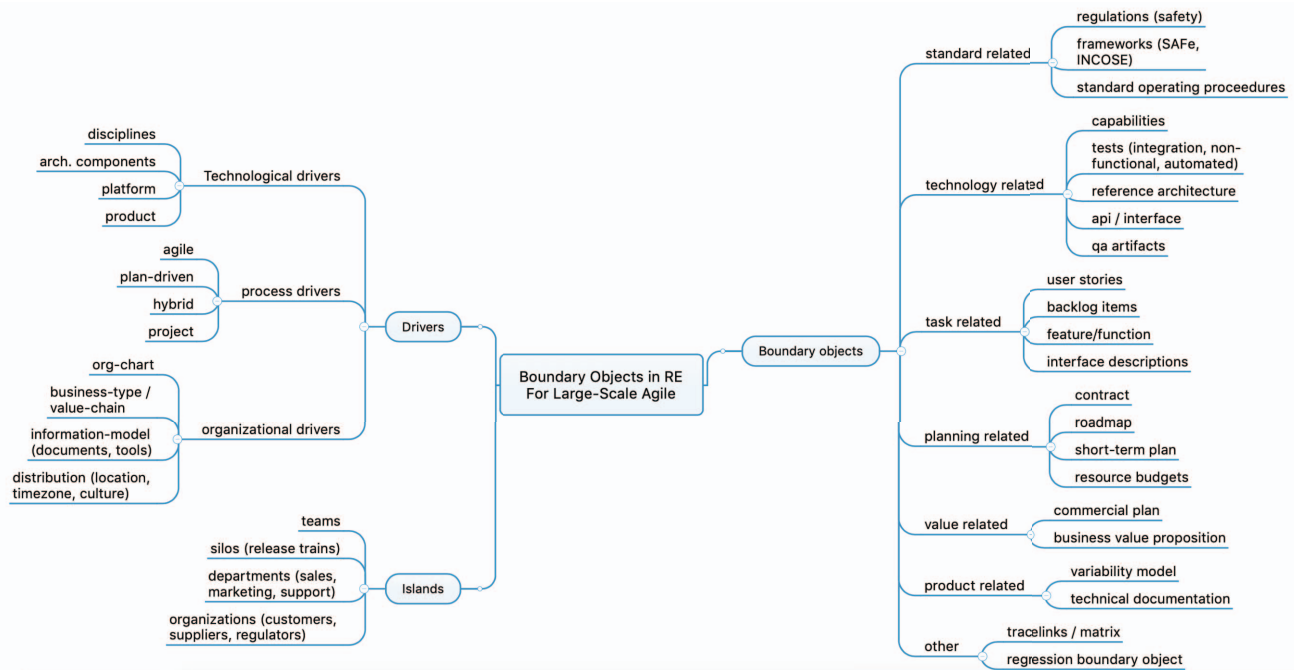 Boundary Objects in RE
For Large-Scale Agile
Drivers
Technological drivers
disciplines
arch. components
platform
product
process drivers
agile
plan-driven
hybrid
project
organizational drivers
org-chart
business-type /
value-chain
information-model
(documents, tools)
distribution (location,
timezone, culture)
Islands
teams
silos (release trains)
departments (sales,
marketing, support)
organizations (customers,
suppliers, regulators)
Boundary objects
standard related
regulations (safety)
frameworks (SAFe,
INCOSE)
standard operating proceedures
technology related
capabilities
tests (integration, non-
functional, automated)
reference architecture
api / interface
qa artifacts
task related
user stories
backlog items
feature/function
interface descriptions
planning related
contract
roadmap
short-term plan
resource budgets
value related
commercial plan
business value proposition
product related
variability model
technical documentation
other
tracelinks / matrix
regression boundary object